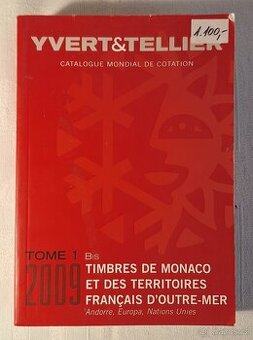 YVERT&TELLIER
1.100,-
CATALOGUE MONDIAL DE COTATION
TOME 1 Bis
2009
TIMBRES DE MONACO
ET DES TERRITOIRES
FRANÇAIS D'OUTRE-MER
Andorre, Europa, Nations Unies